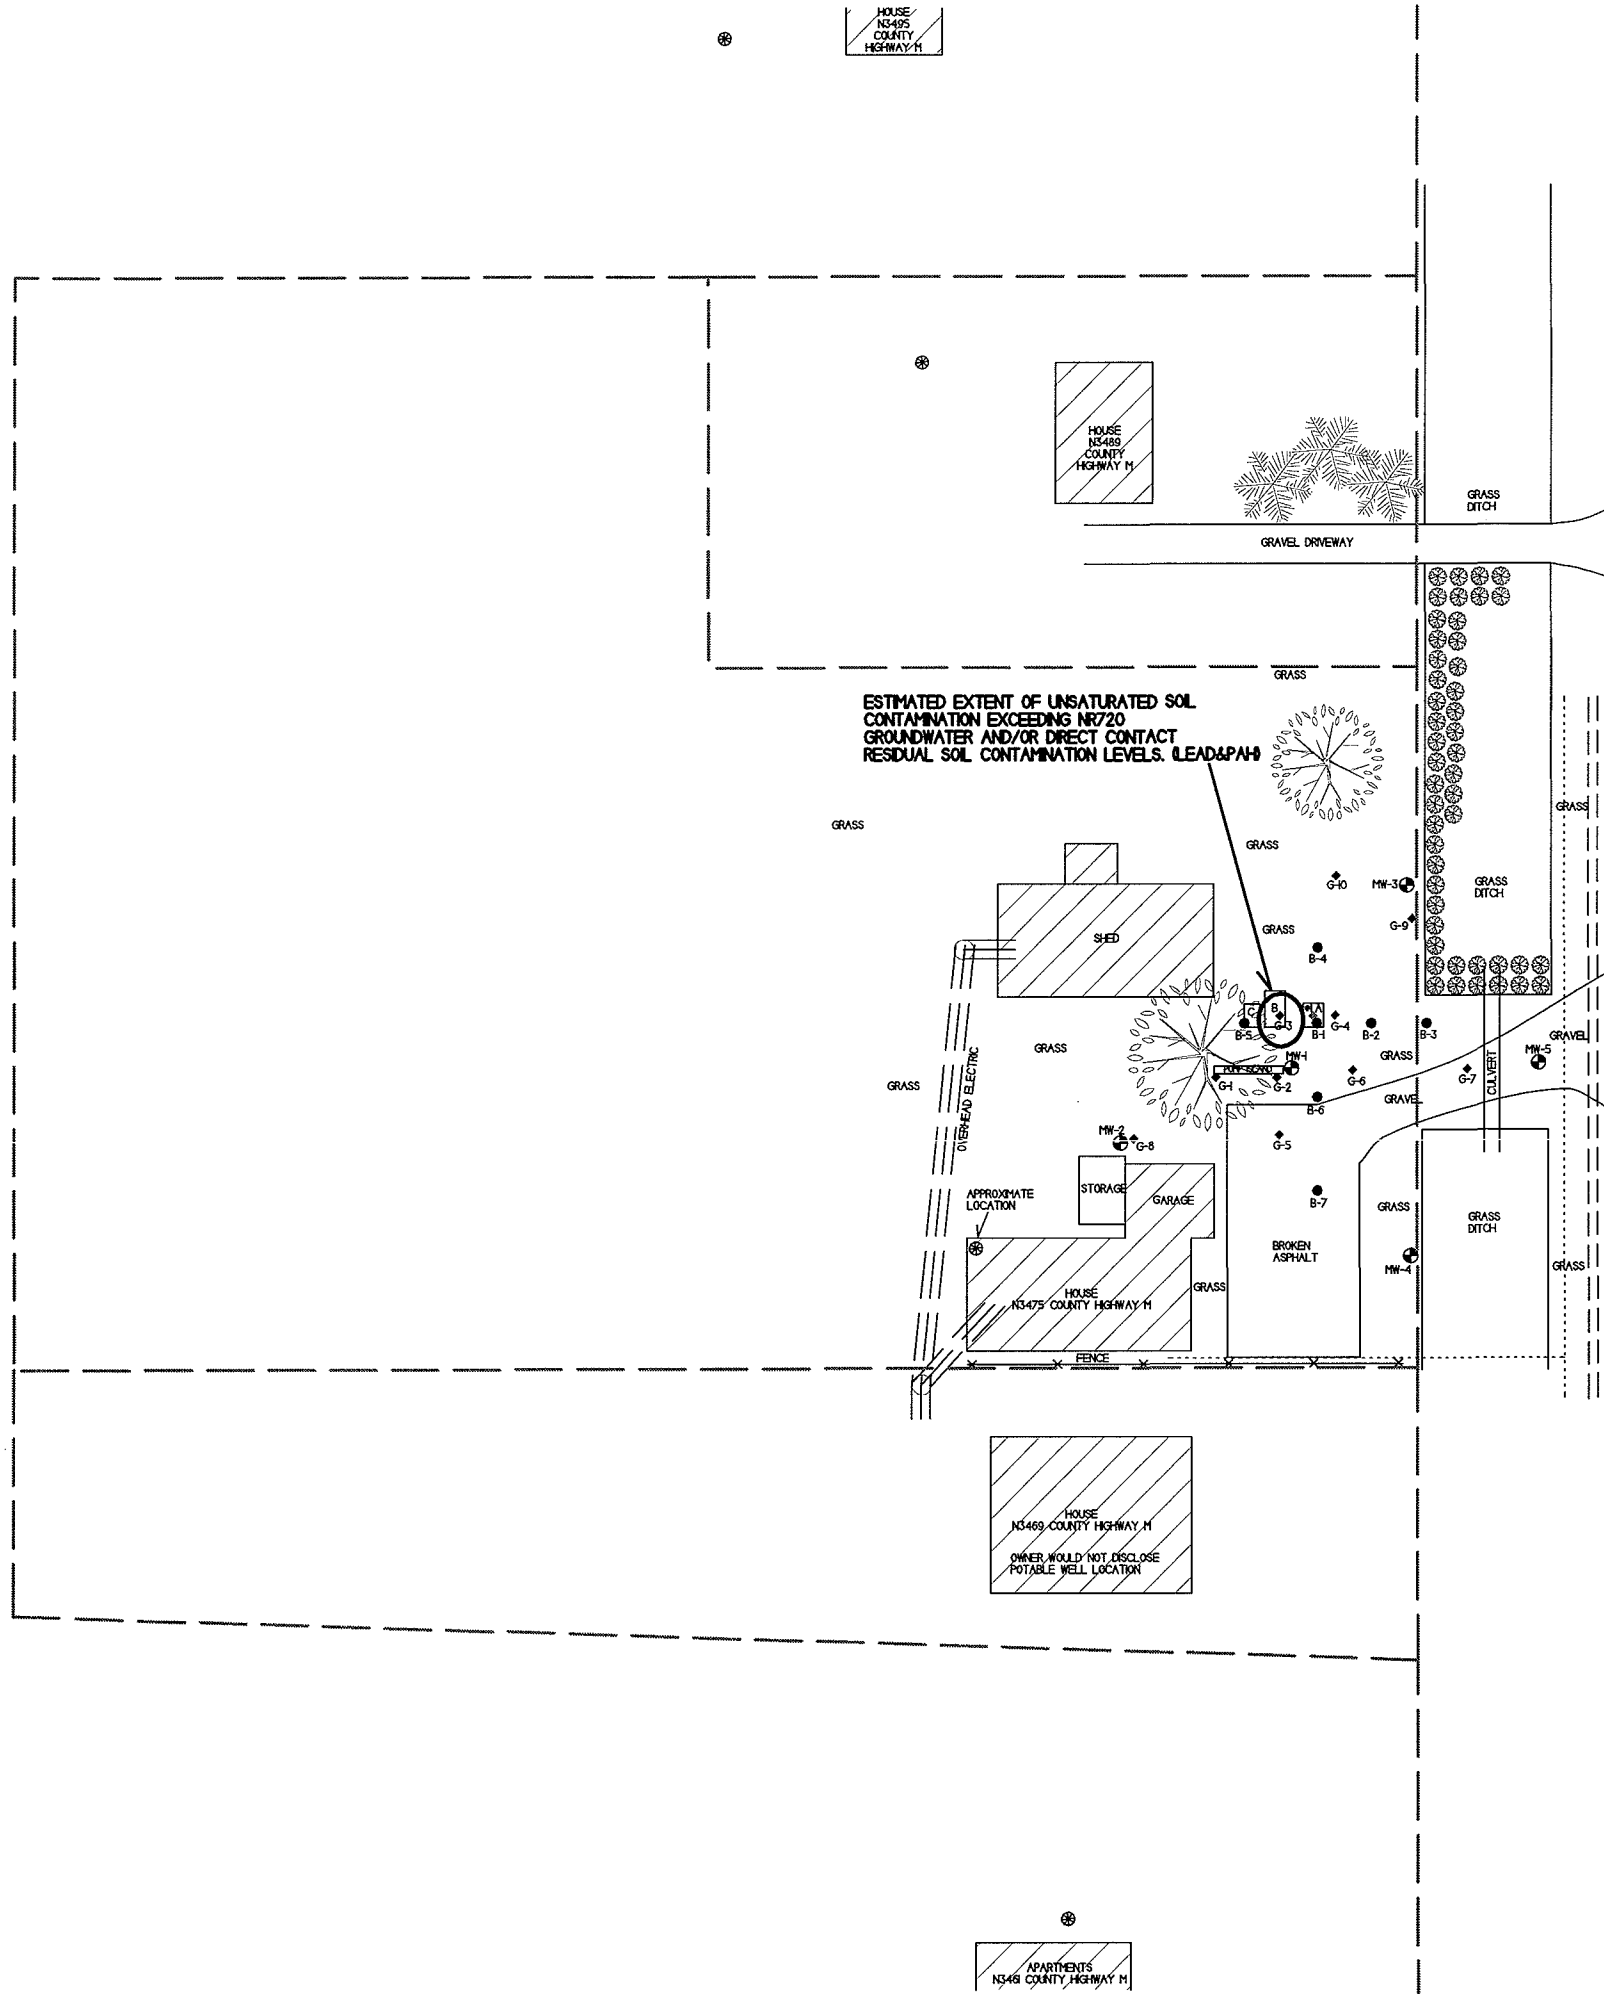 HOUSE
N3495
COUNTY
HIGHWAY M
HOUSE
N3489
COUNTY
HIGHWAY M
GRASS
DITCH
GRAVEL DRIVEWAY
GRASS
ESTIMATED EXTENT OF UNSATURATED SOIL
CONTAMINATION EXCEEDING NR720
GROUNDWATER AND/OR DIRECT CONTACT
RESIDUAL SOIL CONTAMINATION LEVELS. (LEAD&PAH)
GRASS
GRASS
GRASS
G-10
MW-3
GRASS
DITCH
G-9
GRASS
SHED
B-4
C
B
A
B-5
G-3
B-1
G-4
B-2
B-3
GRASS
GRASS
GRAVEL
MW-5
MW-1
PUMP ISLAND
G-1
G-2
G-6
G-7
CULVERT
GRASS
OVERHEAD ELECTRIC
B-6
GRAVEL
MW-2
G-8
G-5
STORAGE
GARAGE
B-7
GRASS
GRASS
DITCH
APPROXIMATE
LOCATION
BROKEN
ASPHALT
MW-4
GRASS
GRASS
HOUSE
N3475 COUNTY HIGHWAY M
FENCE
HOUSE
N3469 COUNTY HIGHWAY M
OWNER WOULD NOT DISCLOSE
POTABLE WELL LOCATION
APARTMENTS
N3461 COUNTY HIGHWAY M